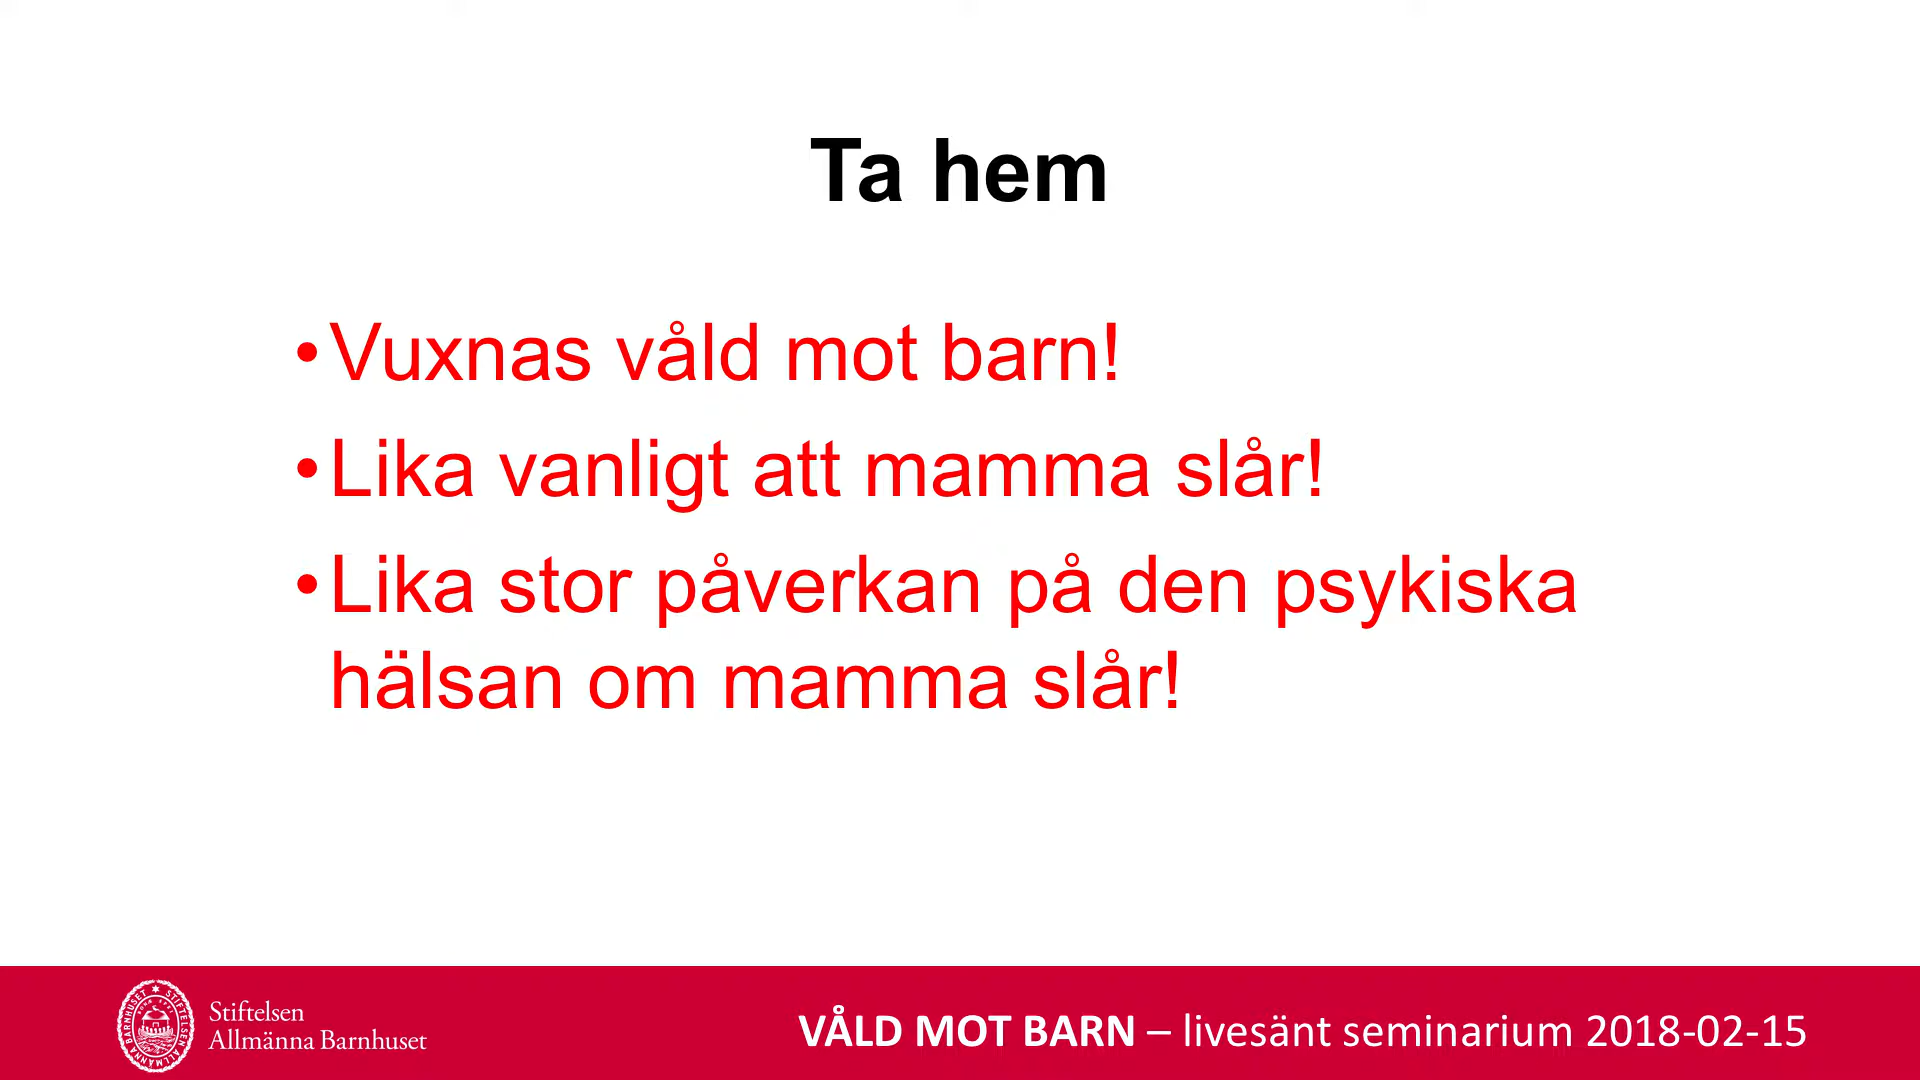 Ta hem
•Vuxnas våld mot barn!
•Lika vanligt att mamma slår!
•Lika stor påverkan på den psykiska
hälsan om mamma slår!
Stiftelsen
Allmänna Barnhuset
VÅLD MOT BARN – livesänt seminarium 2018-02-15